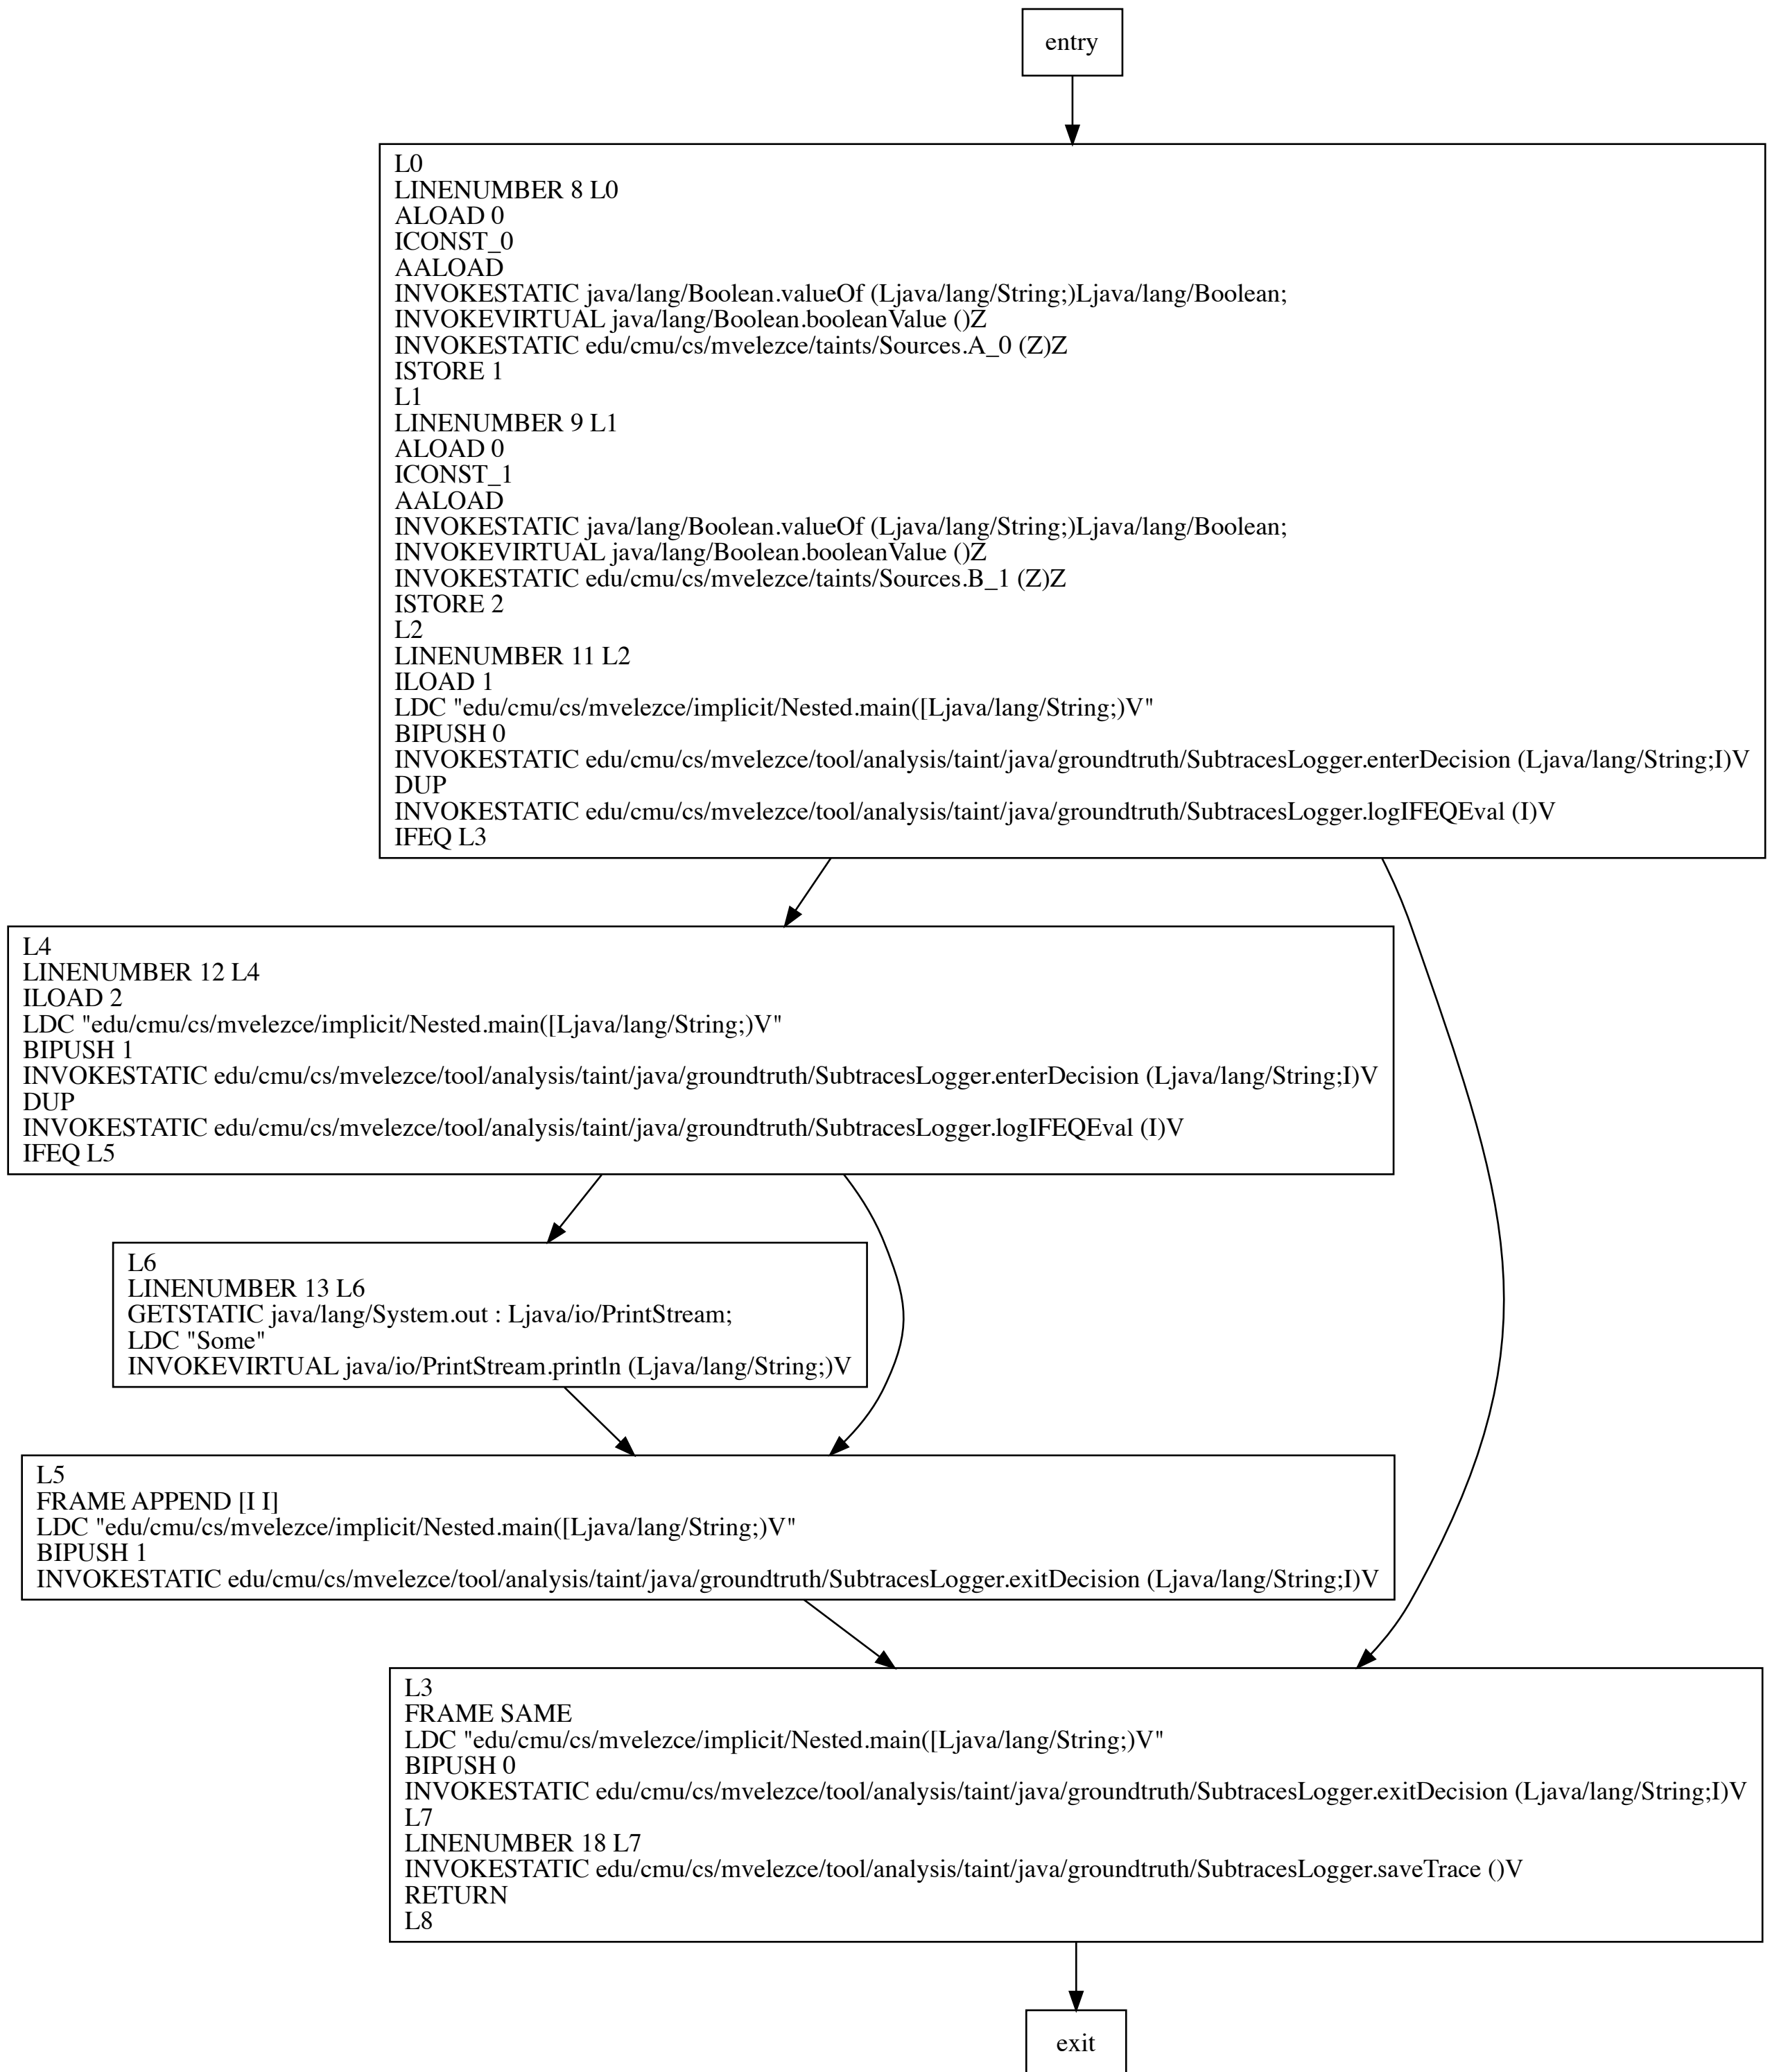 entry
L0
LINENUMBER 8 L0
ALOAD 0
ICONST_0
AALOAD
INVOKESTATIC java/lang/Boolean.valueOf (Ljava/lang/String;)Ljava/lang/Boolean;
INVOKEVIRTUAL java/lang/Boolean.booleanValue ()Z
INVOKESTATIC edu/cmu/cs/mvelezce/taints/Sources.A_0 (Z)Z
ISTORE 1
L1
LINENUMBER 9 L1
ALOAD 0
ICONST_1
AALOAD
INVOKESTATIC java/lang/Boolean.valueOf (Ljava/lang/String;)Ljava/lang/Boolean;
INVOKEVIRTUAL java/lang/Boolean.booleanValue ()Z
INVOKESTATIC edu/cmu/cs/mvelezce/taints/Sources.B_1 (Z)Z
ISTORE 2
L2
LINENUMBER 11 L2
ILOAD 1
LDC "edu/cmu/cs/mvelezce/implicit/Nested.main([Ljava/lang/String;)V"
BIPUSH 0
INVOKESTATIC edu/cmu/cs/mvelezce/tool/analysis/taint/java/groundtruth/SubtracesLogger.enterDecision (Ljava/lang/String;I)V
DUP
INVOKESTATIC edu/cmu/cs/mvelezce/tool/analysis/taint/java/groundtruth/SubtracesLogger.logIFEQEval (I)V
IFEQ L3
L4
LINENUMBER 12 L4
ILOAD 2
LDC "edu/cmu/cs/mvelezce/implicit/Nested.main([Ljava/lang/String;)V"
BIPUSH 1
INVOKESTATIC edu/cmu/cs/mvelezce/tool/analysis/taint/java/groundtruth/SubtracesLogger.enterDecision (Ljava/lang/String;I)V
DUP
INVOKESTATIC edu/cmu/cs/mvelezce/tool/analysis/taint/java/groundtruth/SubtracesLogger.logIFEQEval (I)V
IFEQ L5
L6
LINENUMBER 13 L6
GETSTATIC java/lang/System.out : Ljava/io/PrintStream;
LDC "Some"
INVOKEVIRTUAL java/io/PrintStream.println (Ljava/lang/String;)V
L5
FRAME APPEND [I I]
LDC "edu/cmu/cs/mvelezce/implicit/Nested.main([Ljava/lang/String;)V"
BIPUSH 1
INVOKESTATIC edu/cmu/cs/mvelezce/tool/analysis/taint/java/groundtruth/SubtracesLogger.exitDecision (Ljava/lang/String;I)V
L3
FRAME SAME
LDC "edu/cmu/cs/mvelezce/implicit/Nested.main([Ljava/lang/String;)V"
BIPUSH 0
INVOKESTATIC edu/cmu/cs/mvelezce/tool/analysis/taint/java/groundtruth/SubtracesLogger.exitDecision (Ljava/lang/String;I)V
L7
LINENUMBER 18 L7
INVOKESTATIC edu/cmu/cs/mvelezce/tool/analysis/taint/java/groundtruth/SubtracesLogger.saveTrace ()V
RETURN
L8
exit